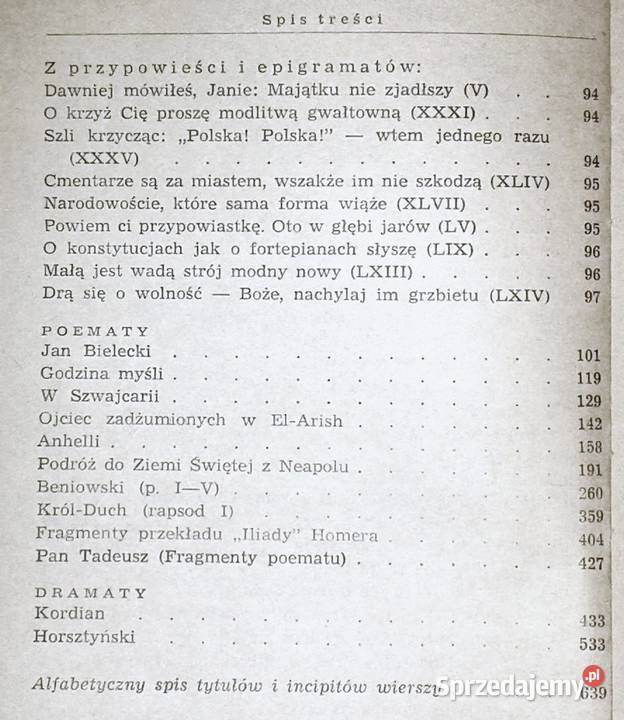 Spis treści
Z przypowieści i epigramatów:
Dawniej mówiłeś, Janie: Majątku nie zjadłszy (V) . . 94
O krzyż Cię proszę modlitwą gwałtowną (XXXI) . . . 94
Szli krzycząc: „Polska! Polska!” — wtem jednego razu
(XXXV) . . . . . . . . . . . . . 94
Cmentarze są za miastem, wszakże im nie szkodzą (XLIV) 95
Narodowoście, które sama forma wiąże (XLVII) . . . 95
Powiem ci przypowiastkę. Oto w głębi jarów (LV) . . . 95
O konstytucjach jak o fortepianach słyszę (LIX) . . . 96
Małą jest wadą strój modny nowy (LXIII) . . . . . 96
Drą się o wolność — Boże, nachylaj im grzbietu (LXIV) 97
POEMATY
Jan Bielecki . . . . . . . . . . . . . 101
Godzina myśli . . . . . . . . . . . . . 119
W Szwajcarii . . . . . . . . . . . . . 129
Ojciec zadżumionych w El-Arish . . . . . . . 142
Anhelli . . . . . . . . . . . . . . . 158
Podróż do Ziemi Świętej z Neapolu . . . . . . . 191
Beniowski (p. I—V) . . . . . . . . . . . 260
Król-Duch (rapsod I) . . . . . . . . . . 359
Fragmenty przekładu „Iliady” Homera . . . . . . 404
Pan Tadeusz (Fragmenty poematu) . . . . . . . 427
DRAMATY
Kordian . . . . . . . . . . . . . . 433
Horsztyński . . . . . . . . . . . . . 533
Alfabetyczny spis tytułów i incipitów wierszy . . . 639
Sprzedajemy.pl